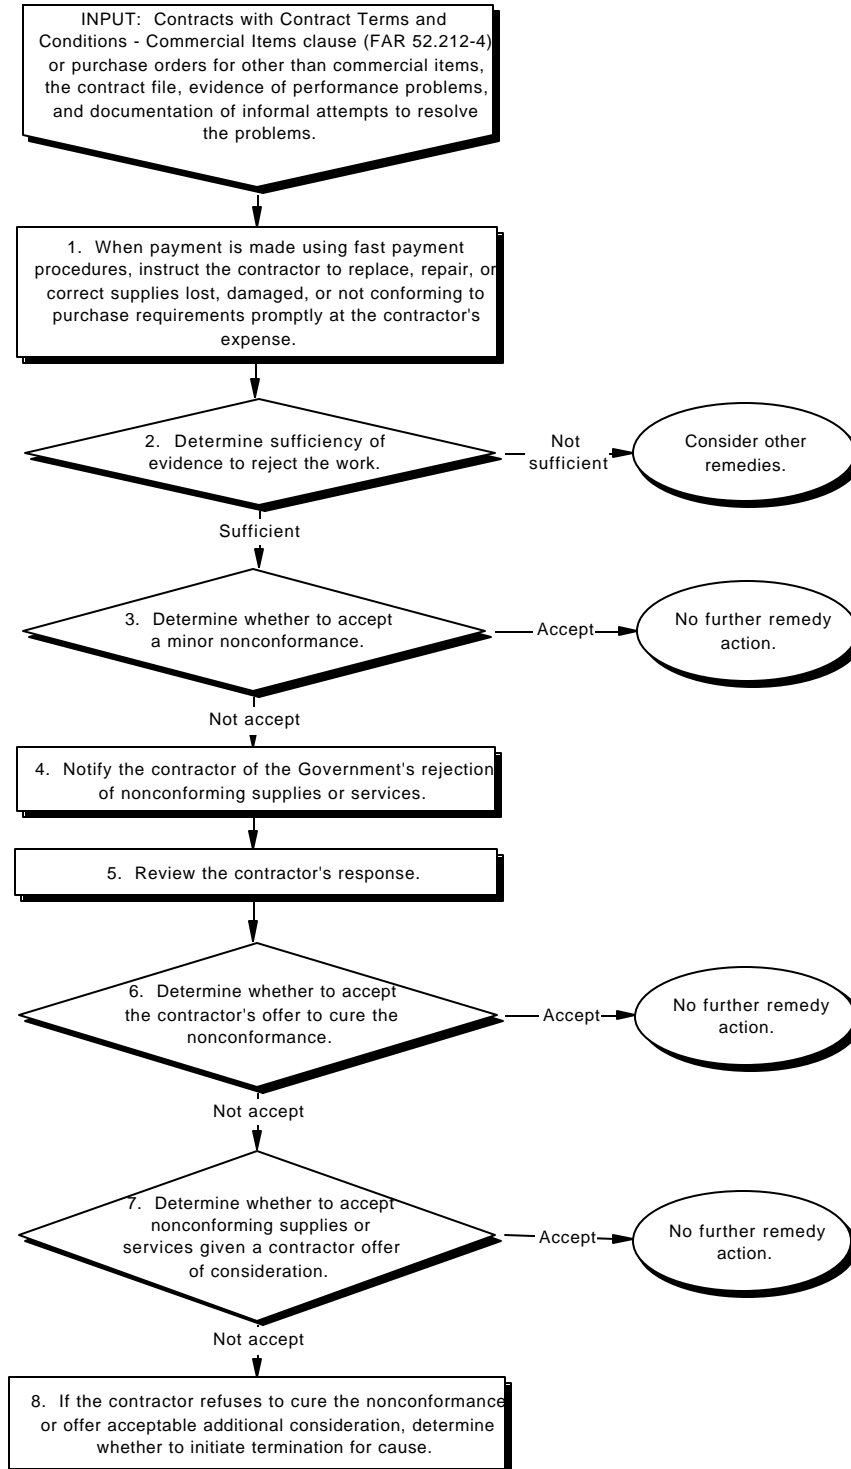 INPUT: Contracts with Contract Terms and
Conditions - Commercial Items clause (FAR 52.212-4)
or purchase orders for other than commercial items,
the contract file, evidence of performance problems,
and documentation of informal attempts to resolve
the problems.
1. When payment is made using fast payment
procedures, instruct the contractor to replace, repair, or
correct supplies lost, damaged, or not conforming to
purchase requirements promptly at the contractor's
expense.
2. Determine sufficiency of
evidence to reject the work.
Not
sufficient
Consider other
remedies.
Sufficient
3. Determine whether to accept
a minor nonconformance.
Accept
No further remedy
action.
Not accept
4. Notify the contractor of the Government's rejection
of nonconforming supplies or services.
5. Review the contractor's response.
6. Determine whether to accept
the contractor's offer to cure the
nonconformance.
Accept
No further remedy
action.
Not accept
7. Determine whether to accept
nonconforming supplies or
services given a contractor offer
of consideration.
Accept
No further remedy
action.
Not accept
8. If the contractor refuses to cure the nonconformance
or offer acceptable additional consideration, determine
whether to initiate termination for cause.